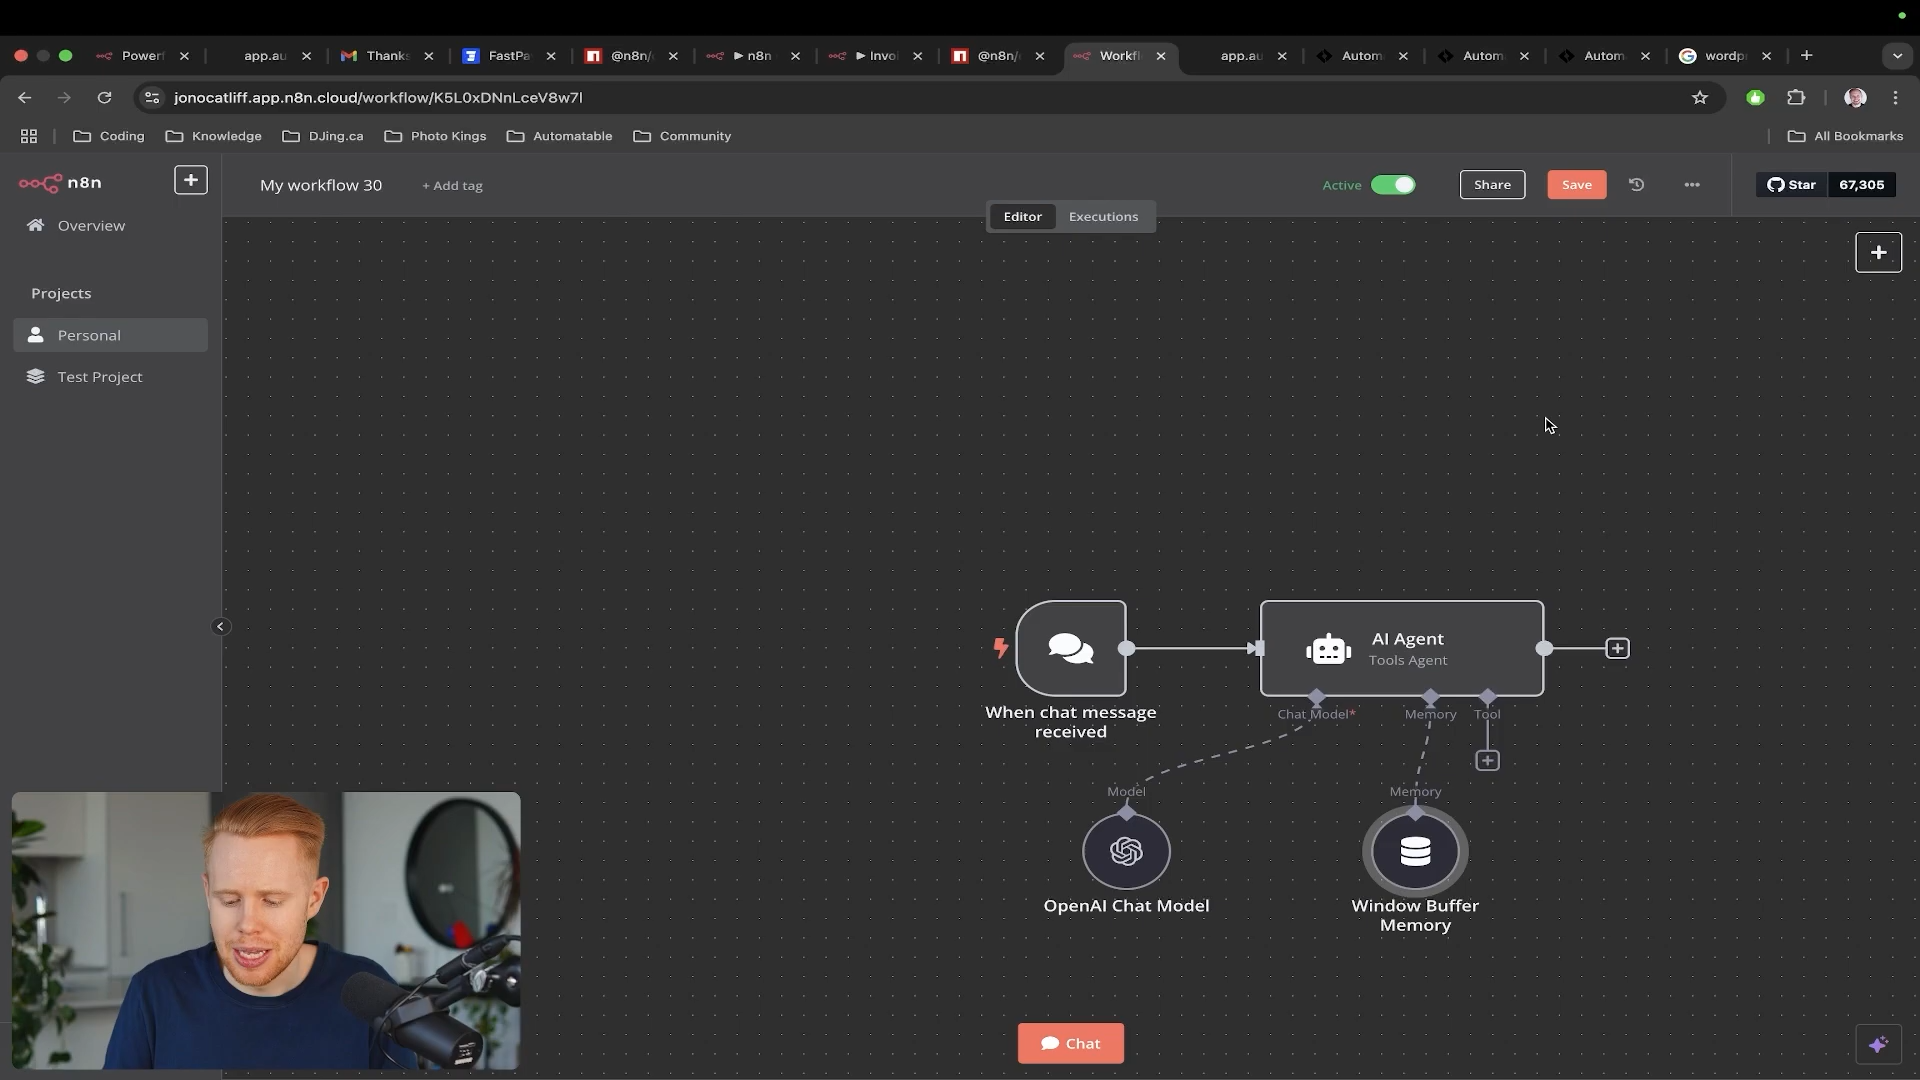 Powerf
app.au
Thanks
FastPa
@n8n/
▶ n8n
▶ Invoi
@n8n/
Workfl
app.au
Autom
Autom
Autom
wordpr
jonocatliff.app.n8n.cloud/workflow/K5L0xDNnLceV8w7l
Coding
Knowledge
DJing.ca
Photo Kings
Automatable
Community
All Bookmarks
n8n
My workflow 30
+ Add tag
Active
Share
Save
Star
67,305
Editor
Executions
Overview
Projects
Personal
Test Project
AI Agent
Tools Agent
When chat message
received
Chat Model*
Memory
Tool
Model
Memory
OpenAI Chat Model
Window Buffer
Memory
Chat